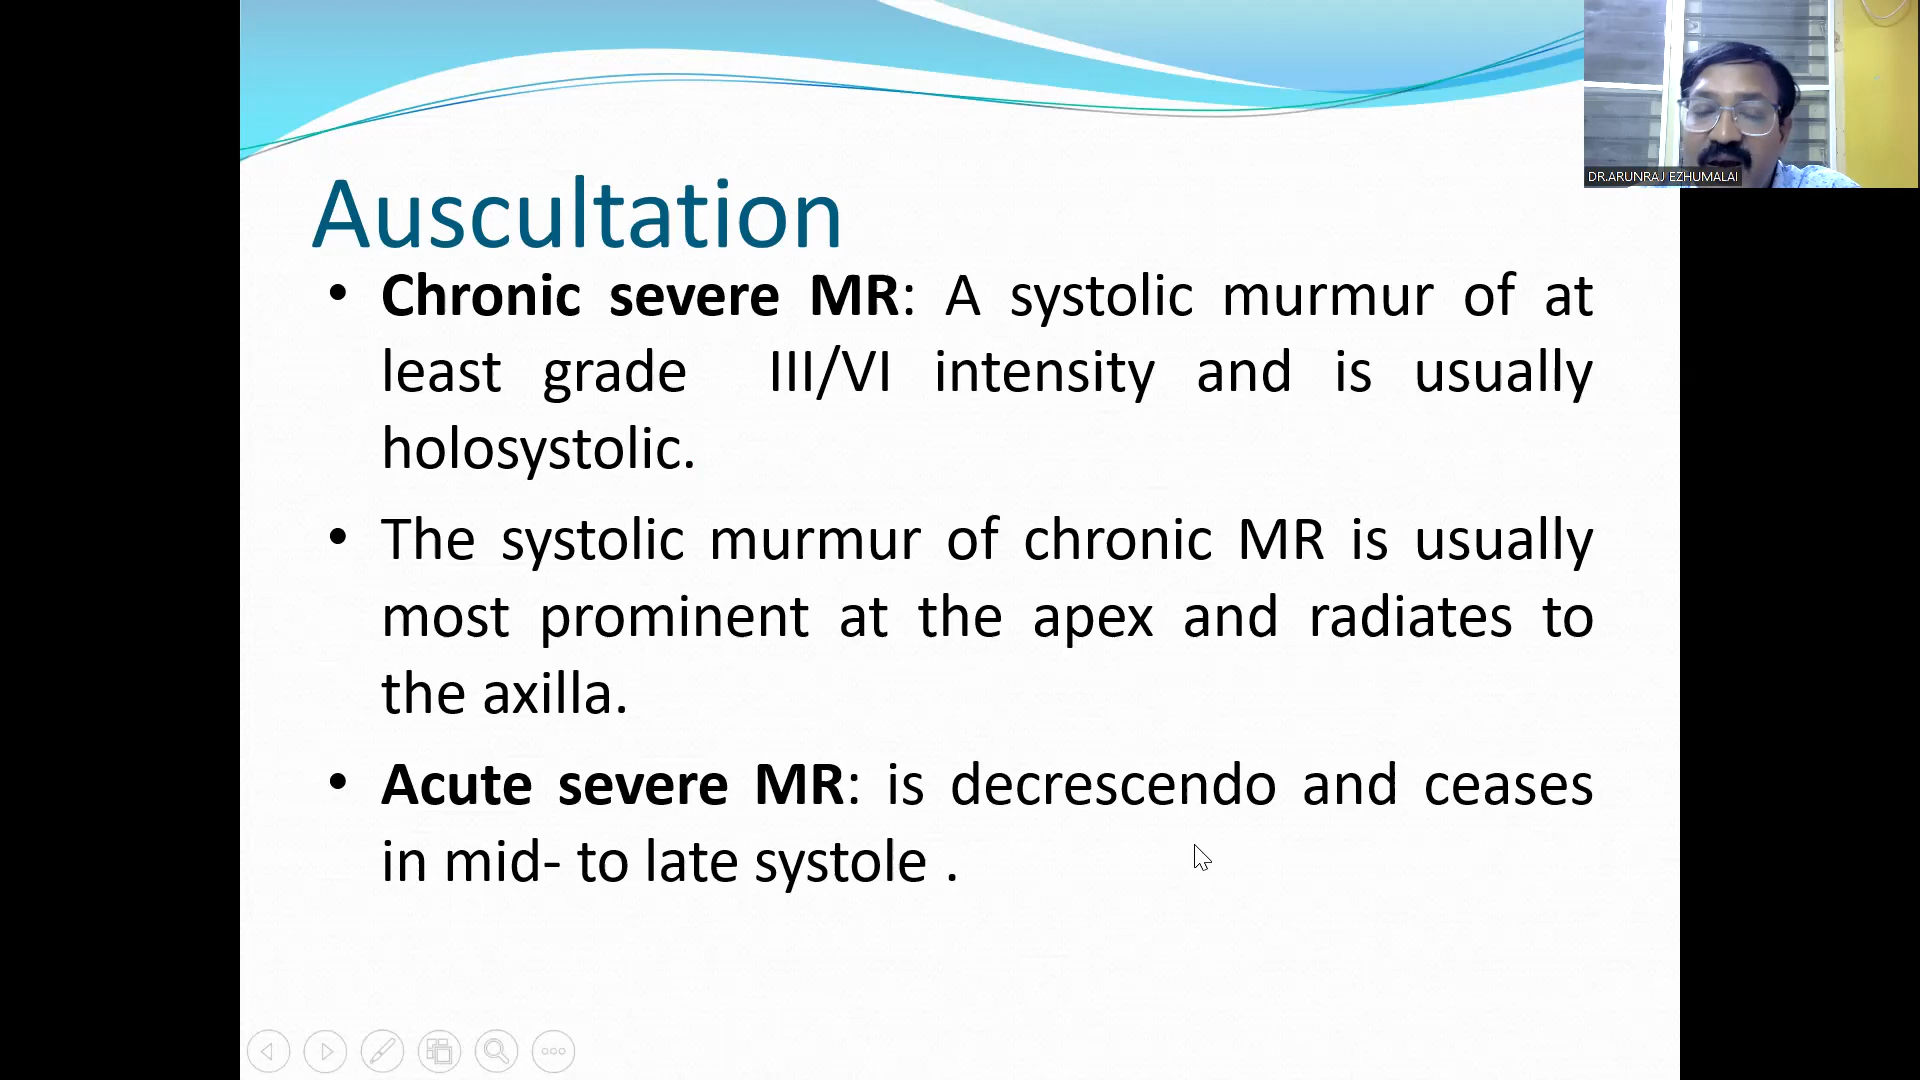 DR.ARUNRAJ EZHUMALAI
Auscultation
• Chronic severe MR: A systolic murmur of at
least grade III/VI intensity and is usually
holosystolic.
• The systolic murmur of chronic MR is usually
most prominent at the apex and radiates to
the axilla.
• Acute severe MR: is decrescendo and ceases
in mid- to late systole .